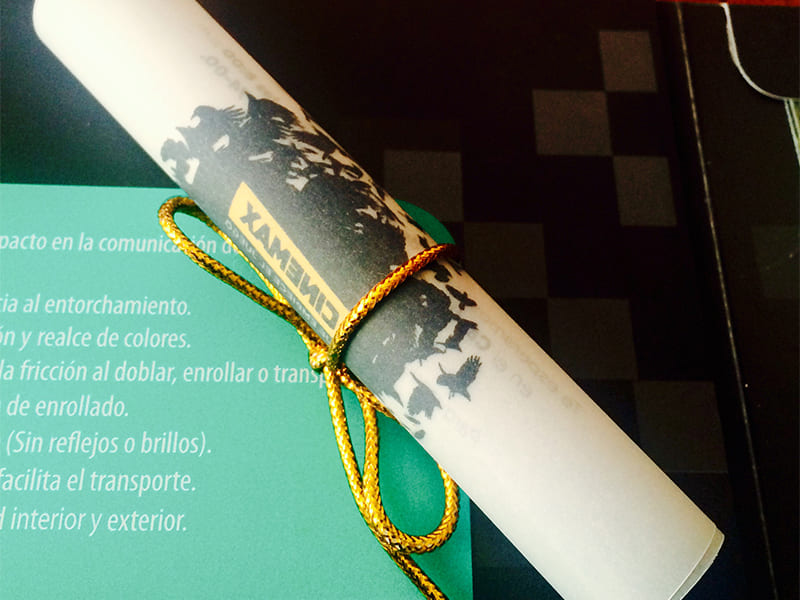 CINEMAX
pacto en la comunicación d
cia al entorchamiento.
ón y realce de colores.
la fricción al doblar, enrollar o transp
de enrollado.
(Sin reflejos o brillos).
facilita el transporte.
d interior y exterior.